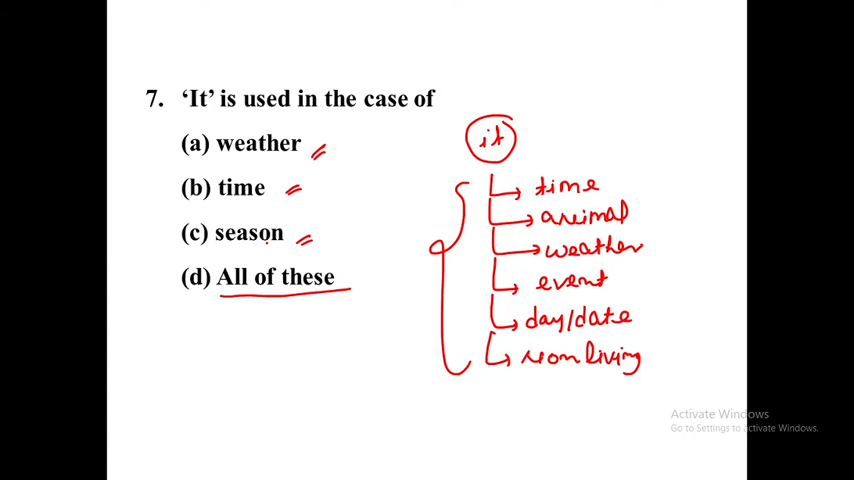 7. ‘It’ is used in the case of
(a) weather
(b) time
(c) season
(d) All of these
it
time
animal
weather
event
day/date
non living
Activate Windows
Go to Settings to activate Windows.